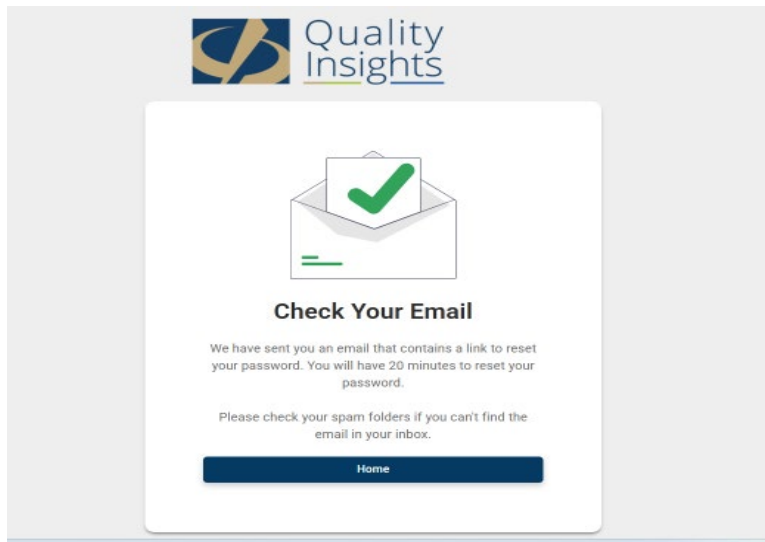 Quality
Insights
Check Your Email
We have sent you an email that contains a link to reset
your password. You will have 20 minutes to reset your
password.
Please check your spam folders if you can't find the
email in your inbox.
Home